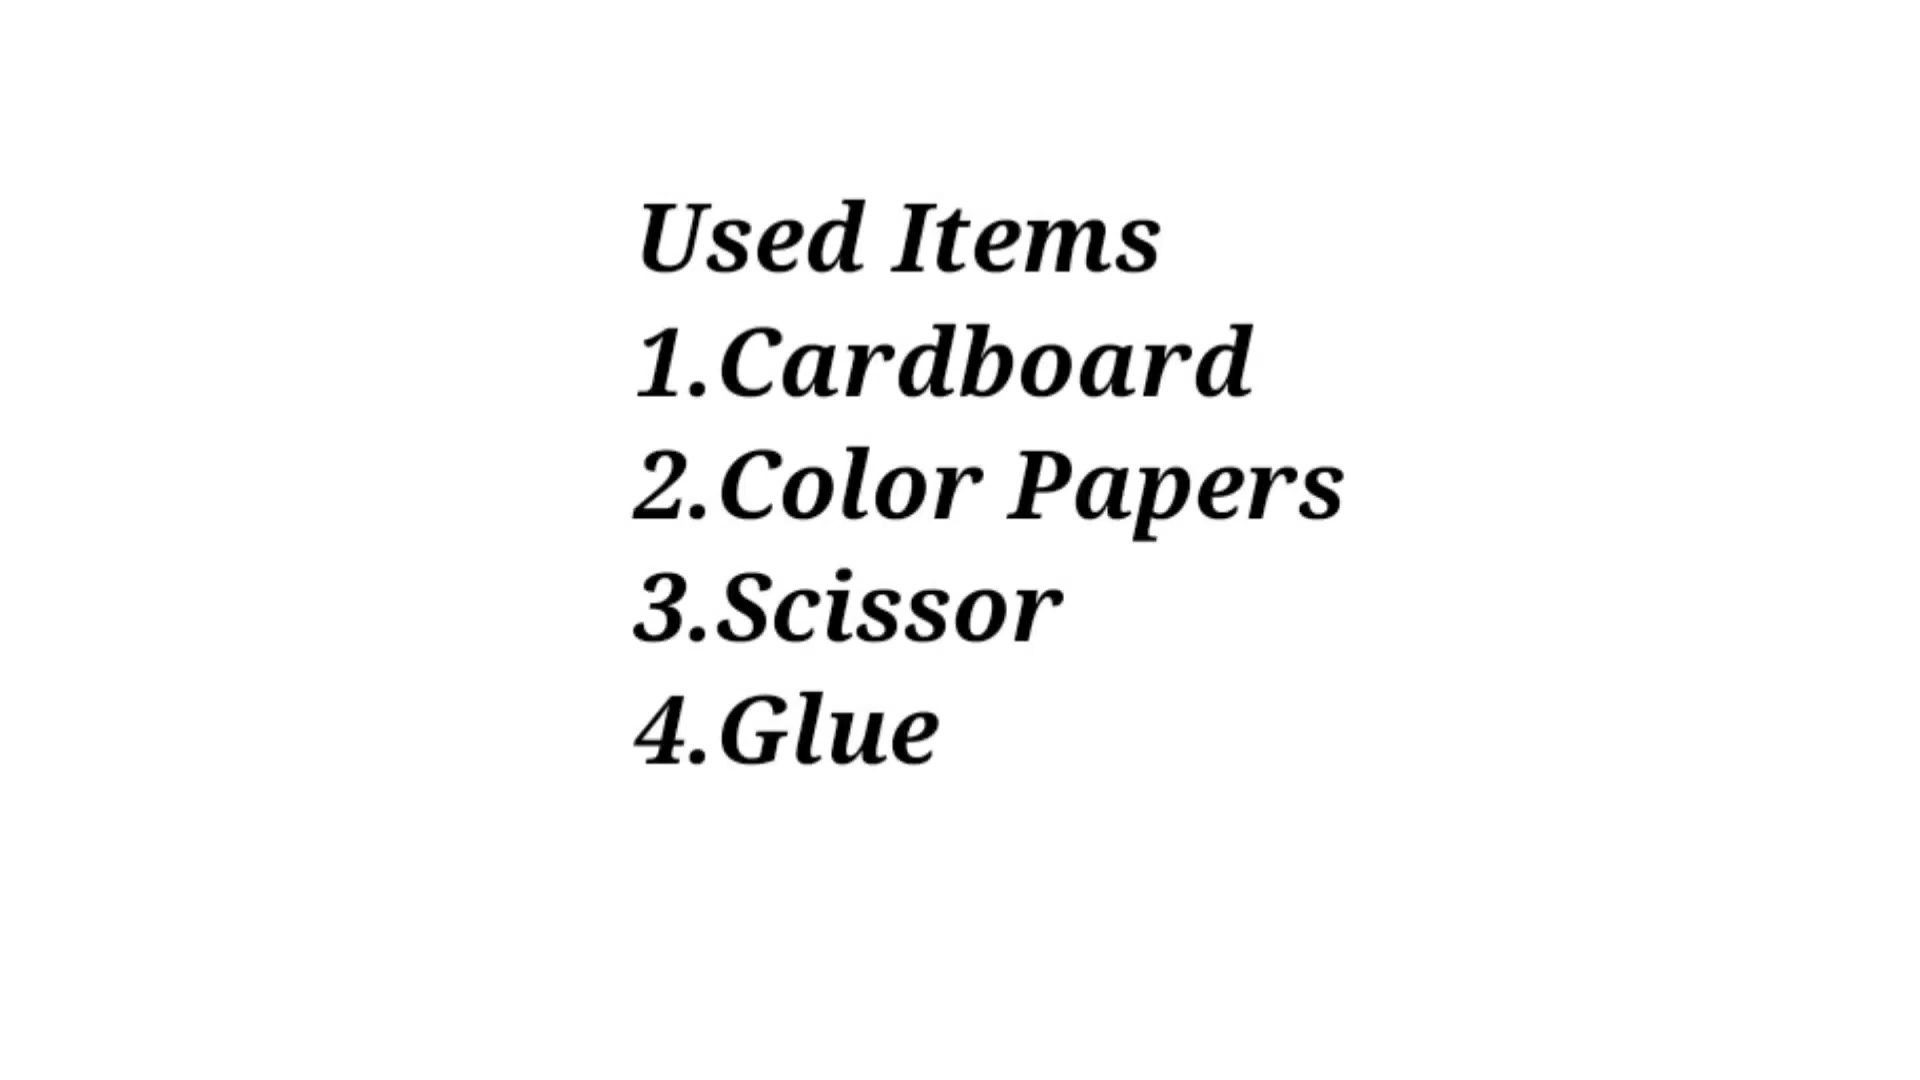 Used Items
1.Cardboard
2.Color Papers
3.Scissor
4.Glue